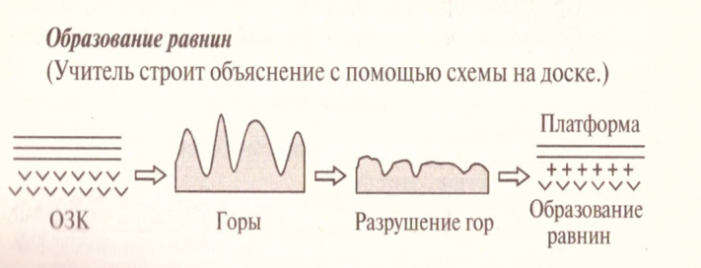 Образование равнин
(Учитель строит объяснение с помощью схемы на доске.)
Платформа
ОЗК
Горы
Разрушение гор
Образование
равнин